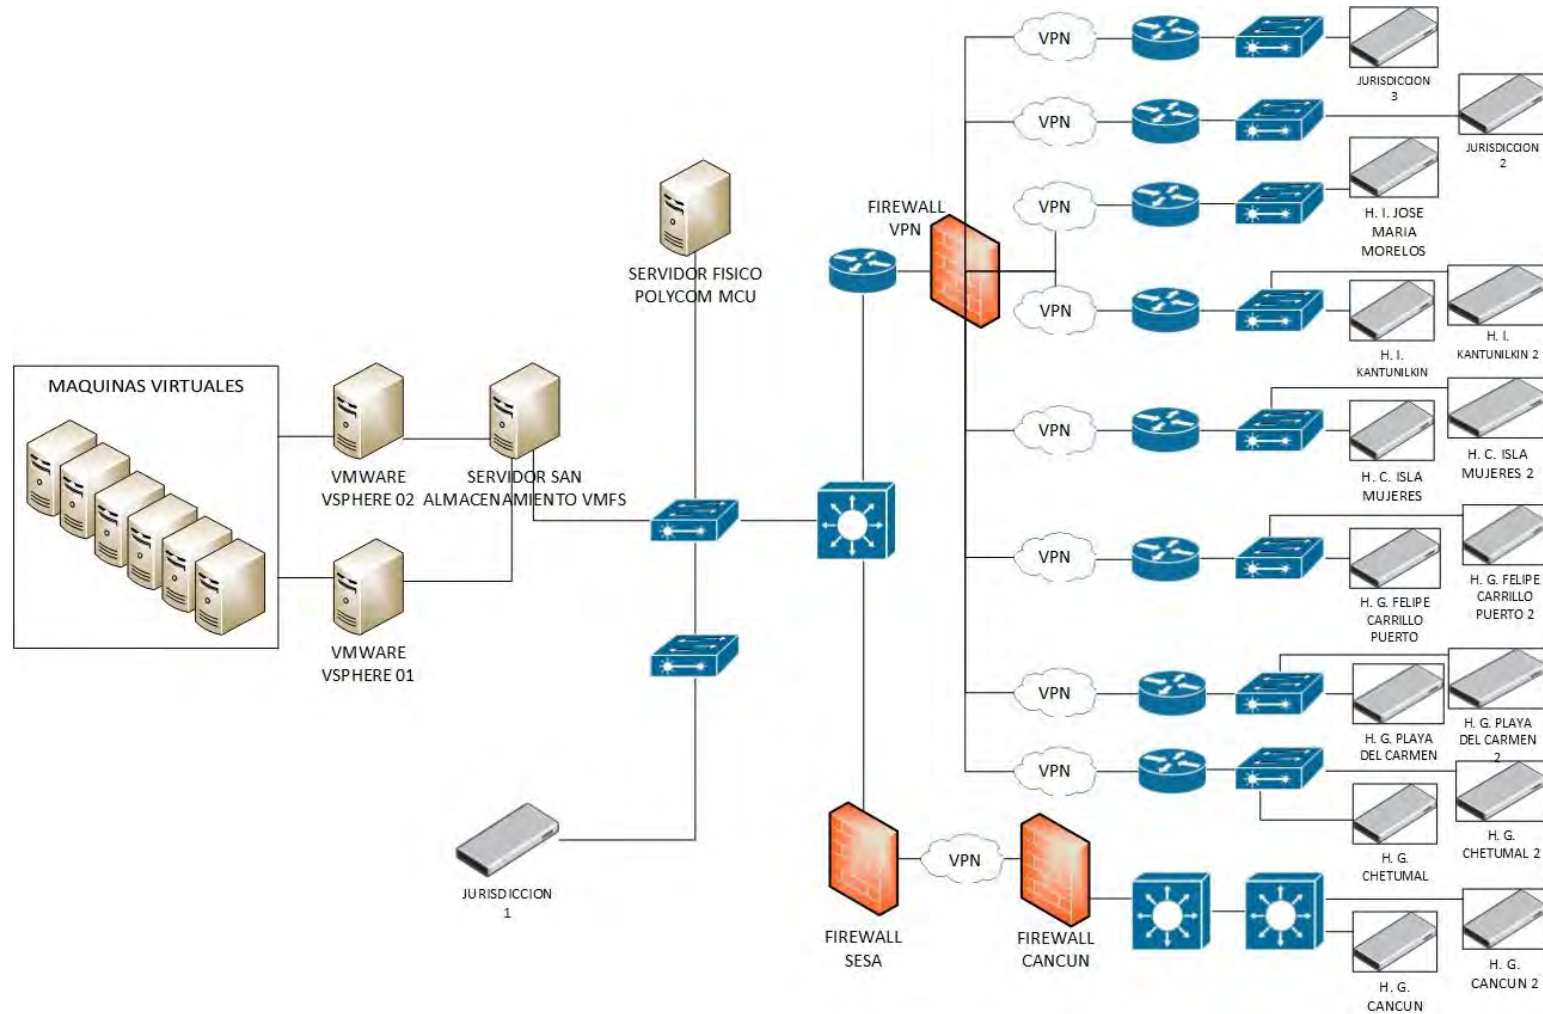 VPN
JURISDICCION
3
VPN
JURISDICCION
2
VPN
H. I. JOSE
MARIA
MORELOS
FIREWALL
VPN
SERVIDOR FISICO
POLYCOM MCU
VPN
H. I.
KANTUNILKIN
H. I.
KANTUNILKIN 2
MAQUINAS VIRTUALES
VMWARE
VSPHERE 02
SERVIDOR SAN
ALMACENAMIENTO VMFS
VPN
H. C. ISLA
MUJERES
H. C. ISLA
MUJERES 2
VPN
H. G. FELIPE
CARRILLO
PUERTO
H. G. FELIPE
CARRILLO
PUERTO 2
VMWARE
VSPHERE 01
VPN
H. G. PLAYA
DEL CARMEN
H. G. PLAYA
DEL CARMEN
2
VPN
H. G.
CHETUMAL
H. G.
CHETUMAL 2
JURISDICCION
1
VPN
FIREWALL
SESA
FIREWALL
CANCUN
H. G.
CANCUN
H. G.
CANCUN 2